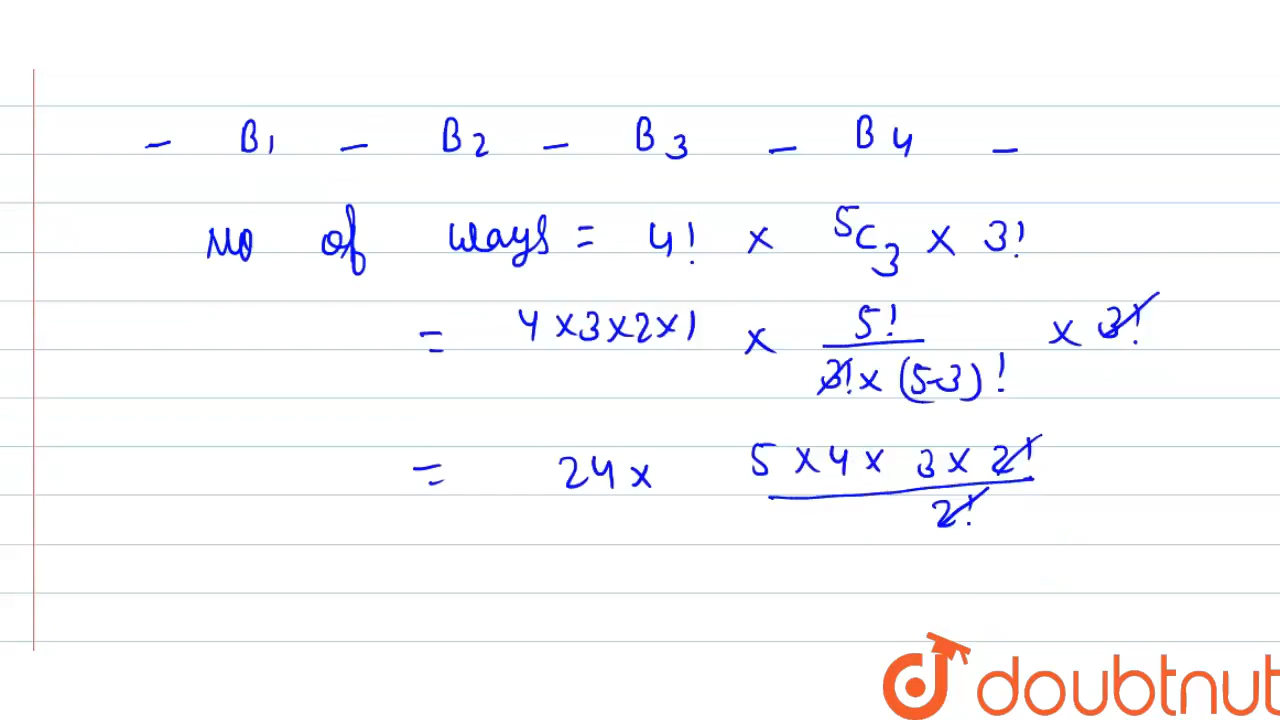 – B1 – B2 – B3 – B4 –
No of ways = 4! × ⁵C₃ × 3!
= 4×3×2×1 × 5!/(3!×(5-3)!) × 3!
= 24× 5×4×3×2!/2!
doubtnut